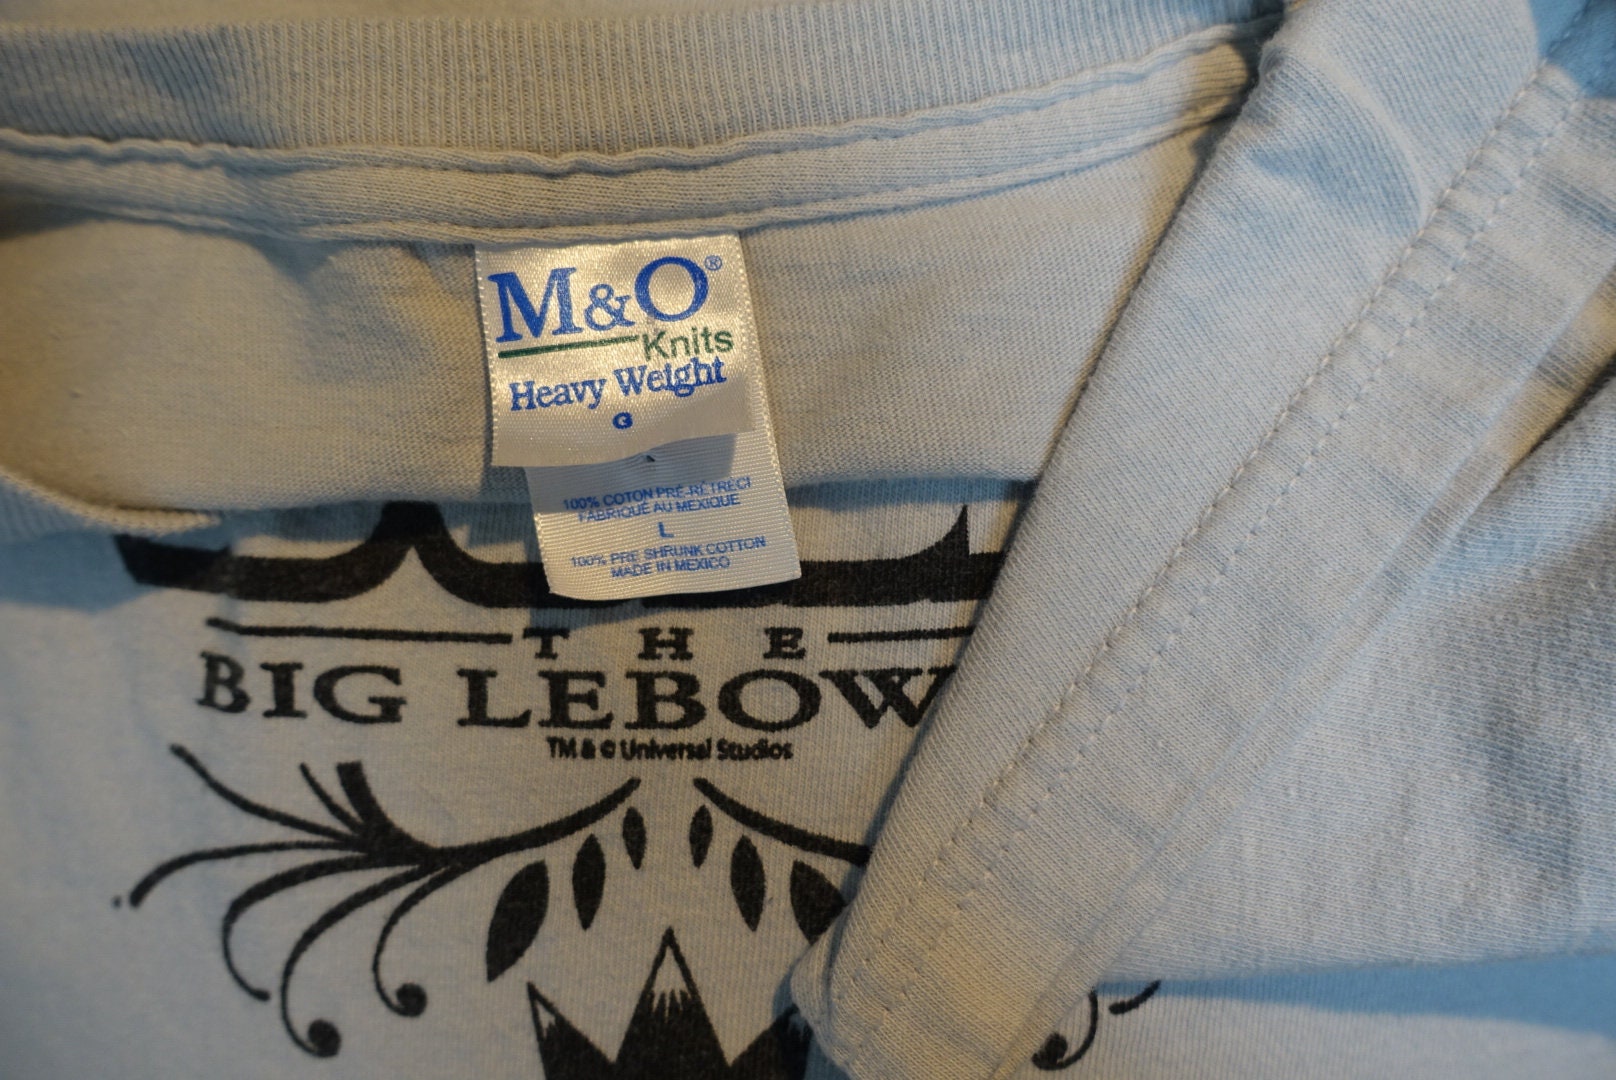 M&O®
Knits
Heavy Weight
G
100% COTON PRÉ-RÉTRECI
FABRIQUÉ AU MEXIQUE
L
100% PRE SHRUNK COTTON
MADE IN MEXICO
THE
BIG LEBOW
TM & © Universal Studios